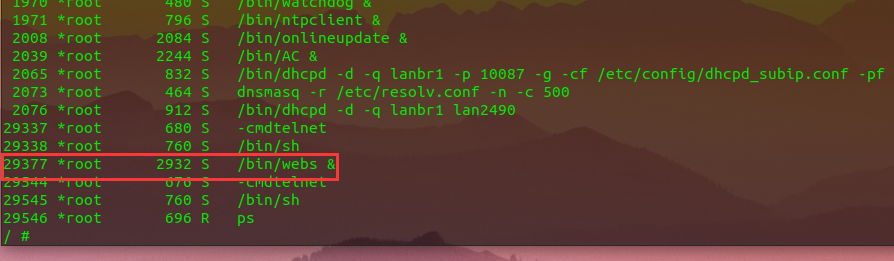 1970 *root 480 S /bin/watchdog &
1971 *root 796 S /bin/ntpclient &
2008 *root 2084 S /bin/onlineupdate &
2039 *root 2244 S /bin/AC &
2065 *root 832 S /bin/dhcpd -d -q lanbr1 -p 10087 -g -cf /etc/config/dhcpd_subip.conf -pf
2073 *root 464 S dnsmasq -r /etc/resolv.conf -n -c 500
2076 *root 912 S /bin/dhcpd -d -q lanbr1 lan2490
29337 *root 680 S -cmdtelnet
29338 *root 760 S /bin/sh
29377 *root 2932 S /bin/webs &
29544 *root 676 S -cmdtelnet
29545 *root 760 S /bin/sh
29546 *root 696 R ps
/ #